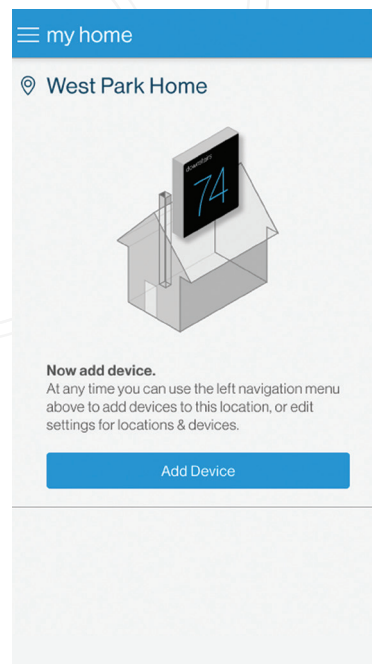 my home
West Park Home
downstairs
74
Now add device.
At any time you can use the left navigation menu
above to add devices to this location, or edit
settings for locations & devices.
Add Device